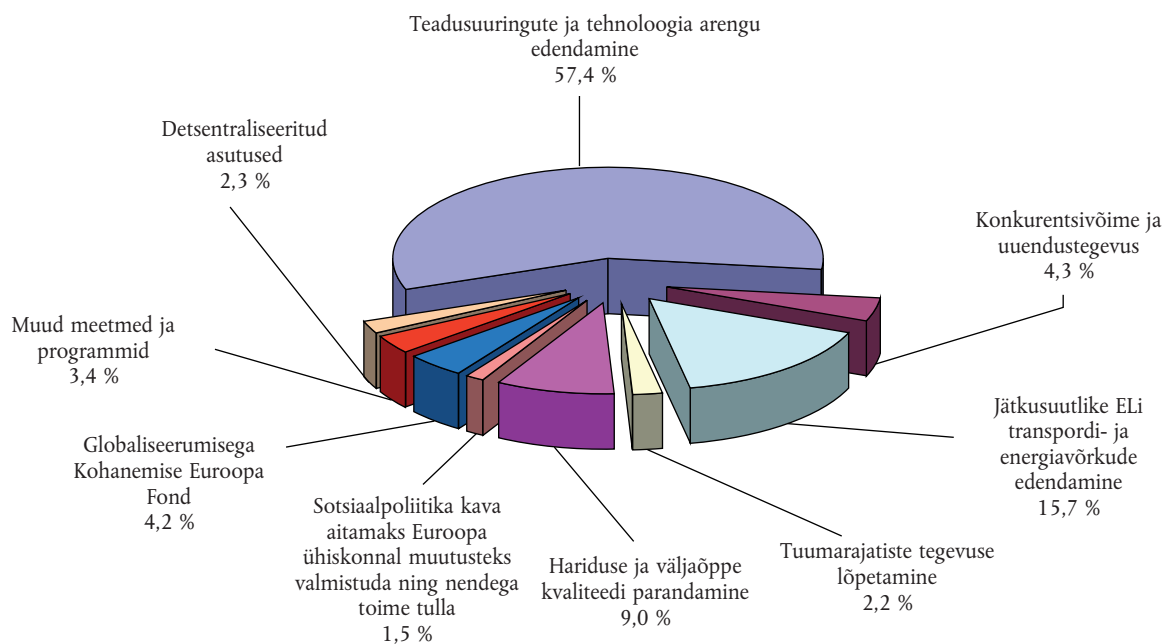 Teadusuuringute ja tehnoloogia arengu
edendamine
57,4 %
Detsentraliseeritud
asutused
2,3 %
Konkurentsivõime ja
uuendustegevus
4,3 %
Muud meetmed ja
programmid
3,4 %
Jätkusuutlike ELi
transpordi- ja
energiavõrkude
edendamine
15,7 %
Globaliseerumisega
Kohanemise Euroopa
Fond
4,2 %
Sotsiaalpoliitika kava
aitamaks Euroopa
ühiskonnal muutusteks
valmistuda ning nendega
toime tulla
1,5 %
Hariduse ja väljaõppe
kvaliteedi parandamine
9,0 %
Tuumarajatiste tegevuse
lõpetamine
2,2 %